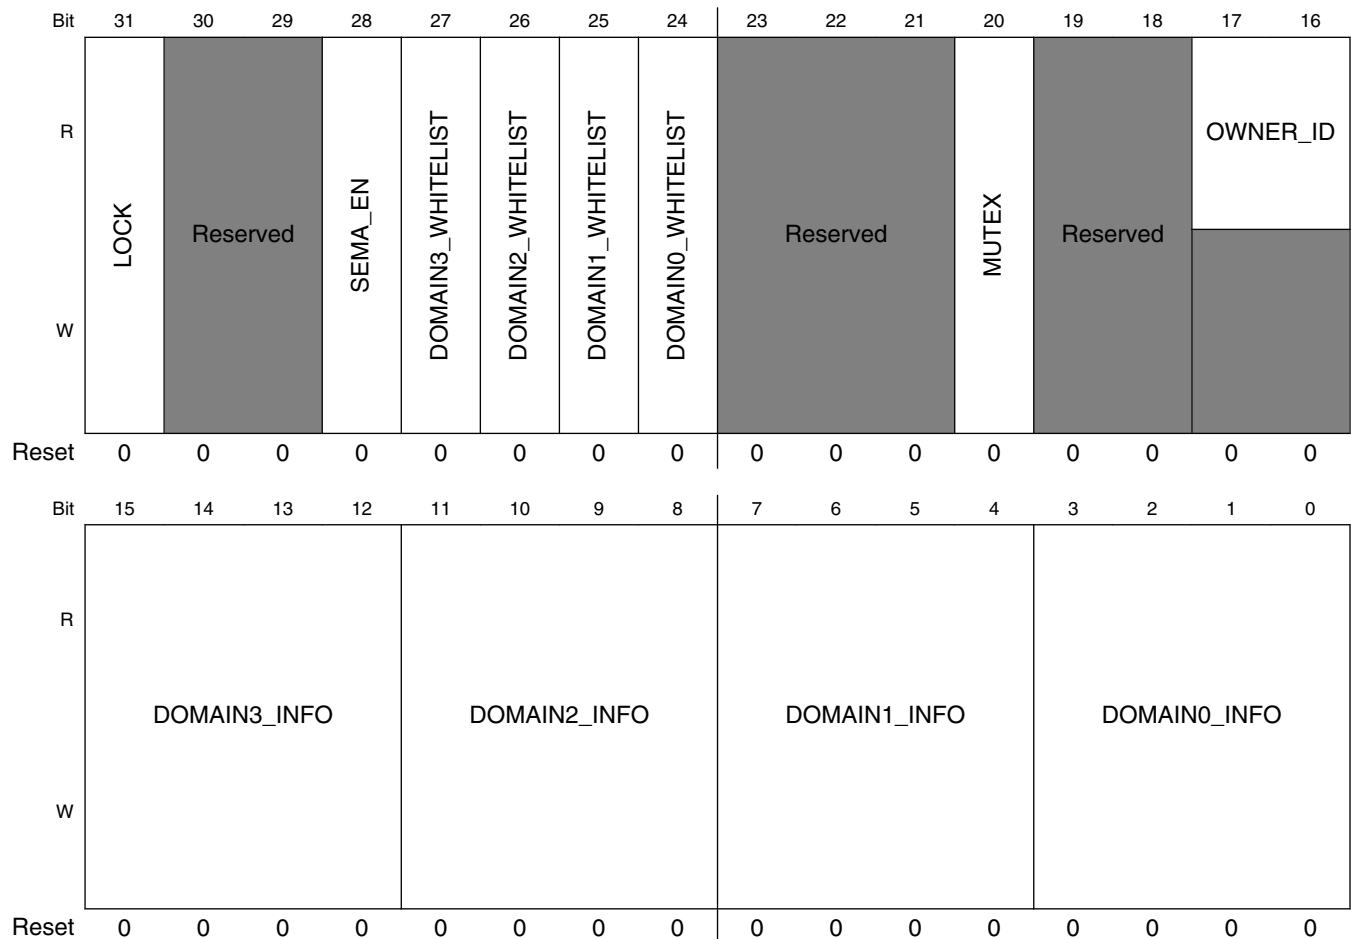 Bit 31 30 29 28 27 26 25 24 23 22 21 20 19 18 17 16
R
W
LOCK
Reserved
SEMA_EN
DOMAIN3_WHITELIST
DOMAIN2_WHITELIST
DOMAIN1_WHITELIST
DOMAIN0_WHITELIST
Reserved
MUTEX
Reserved
OWNER_ID
Reset 0 0 0 0 0 0 0 0 0 0 0 0 0 0 0 0
Bit 15 14 13 12 11 10 9 8 7 6 5 4 3 2 1 0
R
W
DOMAIN3_INFO DOMAIN2_INFO DOMAIN1_INFO DOMAIN0_INFO
Reset 0 0 0 0 0 0 0 0 0 0 0 0 0 0 0 0